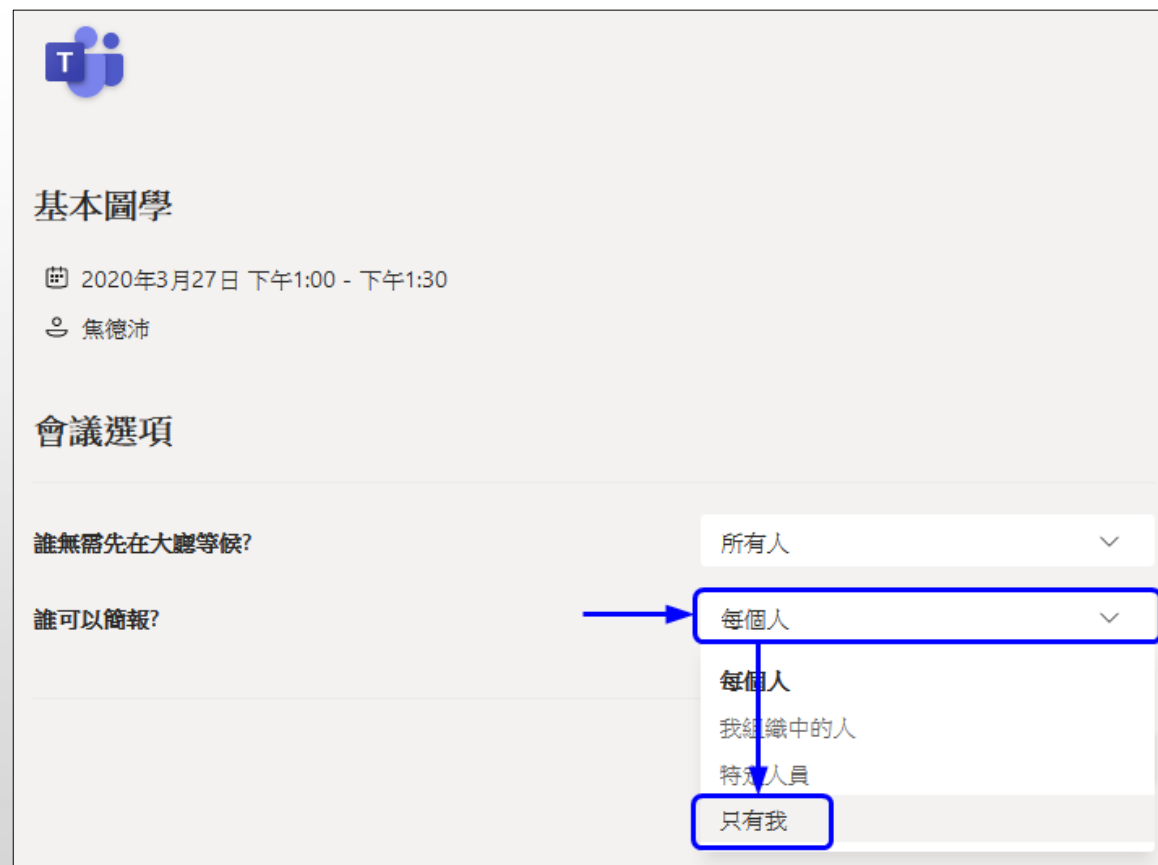 T
基本圖學
2020年3月27日 下午1:00 - 下午1:30
焦德沛
會議選項
誰無需先在大廳等候?
所有人
誰可以簡報?
每個人
每個人
我組織中的人
特定人員
只有我